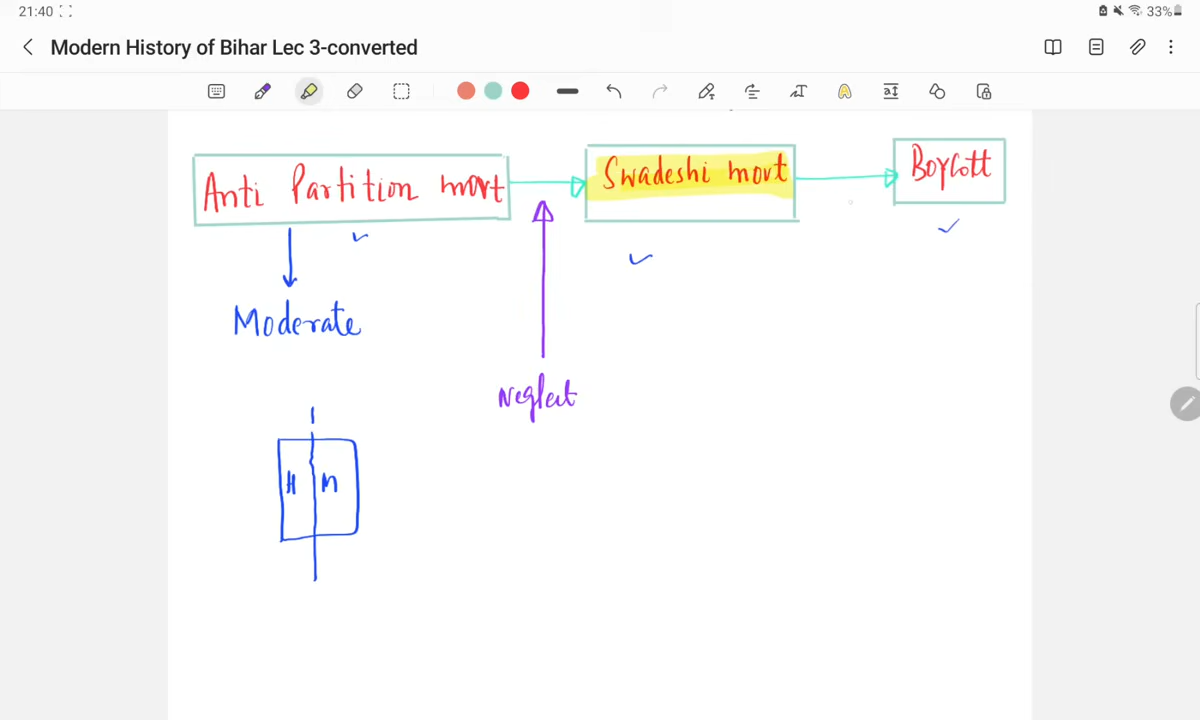 21:40
33%
Modern History of Bihar Lec 3-converted
Anti Partition movt
Swadeshi movt
Boycott
Moderate
Neglect
H M